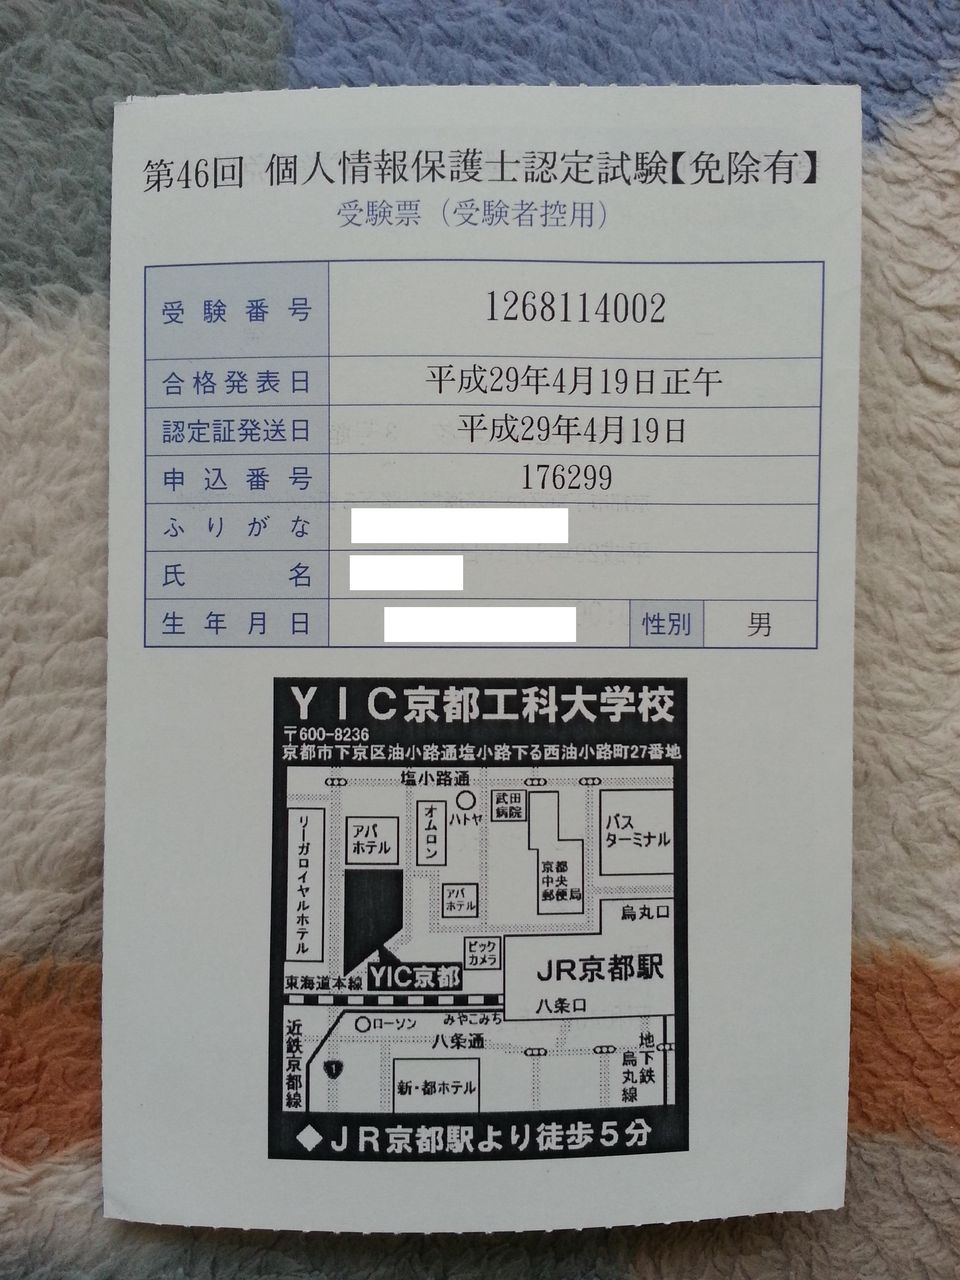 第46回 個人情報保護士認定試験【免除有】
受験票（受験者控用）
受験番号 1268114002
合格発表日 平成29年4月19日正午
認定証発送日 平成29年4月19日
申込番号 176299
ふりがな
氏名
生年月日 性別 男
YIC京都工科大学校
〒600-8236
京都市下京区油小路通塩小路下る西油小路町27番地
塩小路通
リーガロイヤルホテル
アパ
ホテル
オムロン
ハトヤ
武田
病院
バス
ターミナル
京都
中央
郵便局
アパ
ホテル
烏丸口
ビック
カメラ
JR京都駅
東海道本線
YIC京都
八条口
近鉄京都線
ローソン
みやこみち
八条通
1
地下鉄
烏丸線
新・都ホテル
◆JR京都駅より徒歩5分